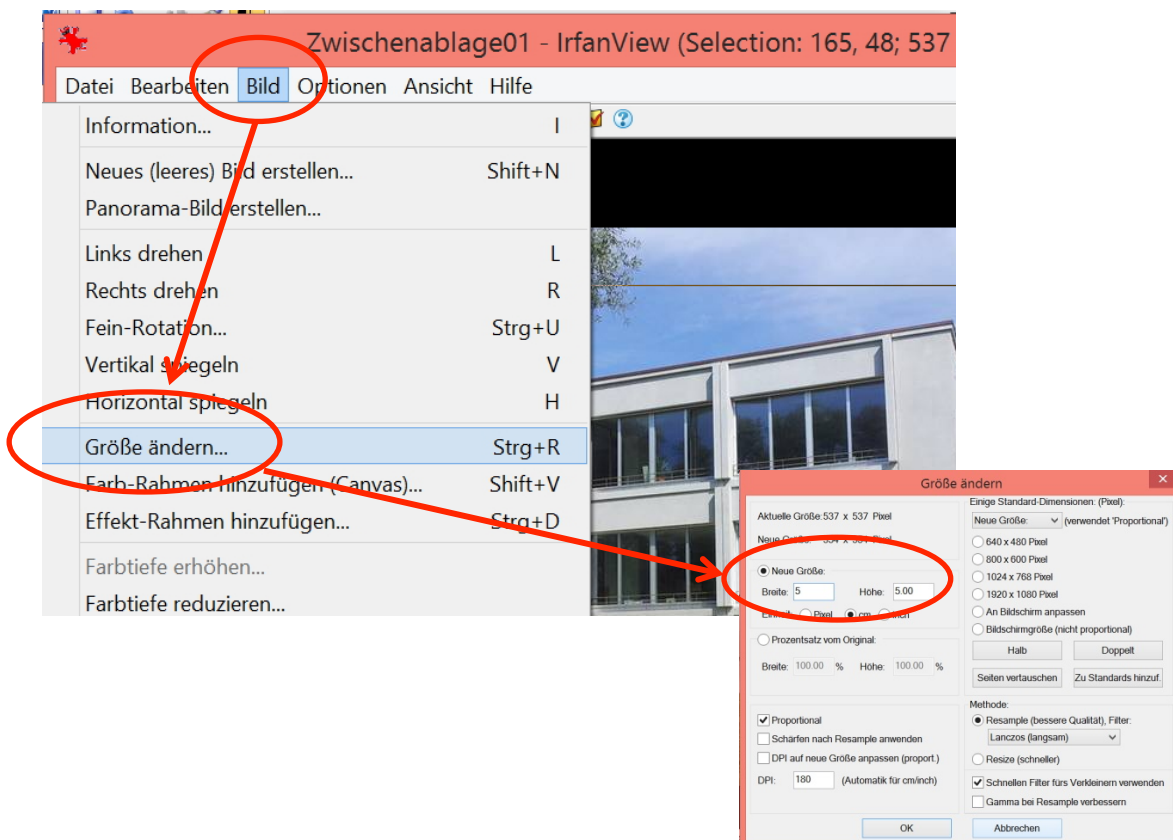 Zwischenablage01 - IrfanView (Selection: 165, 48; 537
Datei Bearbeiten Bild Optionen Ansicht Hilfe
Information... I
Neues (leeres) Bild erstellen... Shift+N
Panorama-Bild erstellen...
Links drehen L
Rechts drehen R
Fein-Rotation... Strg+U
Vertikal spiegeln V
Horizontal spiegeln H
Größe ändern... Strg+R
Farb-Rahmen hinzufügen (Canvas)... Shift+V
Effekt-Rahmen hinzufügen... Strg+D
Farbtiefe erhöhen...
Farbtiefe reduzieren...
Größe ändern
Aktuelle Größe: 537 x 537 Pixel
Neue Größe: 354 x 354 Pixel
Neue Größe:
Breite: 5 Höhe: 5.00
Einheit: Pixel cm inch
Prozentsatz vom Original:
Breite: 100.00 % Höhe: 100.00 %
Proportional
Schärfen nach Resample anwenden
DPI auf neue Größe anpassen (proport.)
DPI: 180 (Automatik für cm/inch)
Einige Standard-Dimensionen: (Pixel):
Neue Größe: (verwendet 'Proportional')
640 x 480 Pixel
800 x 600 Pixel
1024 x 768 Pixel
1920 x 1080 Pixel
An Bildschirm anpassen
Bildschirmgröße (nicht proportional)
Halb Doppelt
Seiten vertauschen Zu Standards hinzuf.
Methode:
Resample (bessere Qualität), Filter:
Lanczos (langsam)
Resize (schneller)
Schnellen Filter fürs Verkleinern verwenden
Gamma bei Resample verbessern
OK Abbrechen